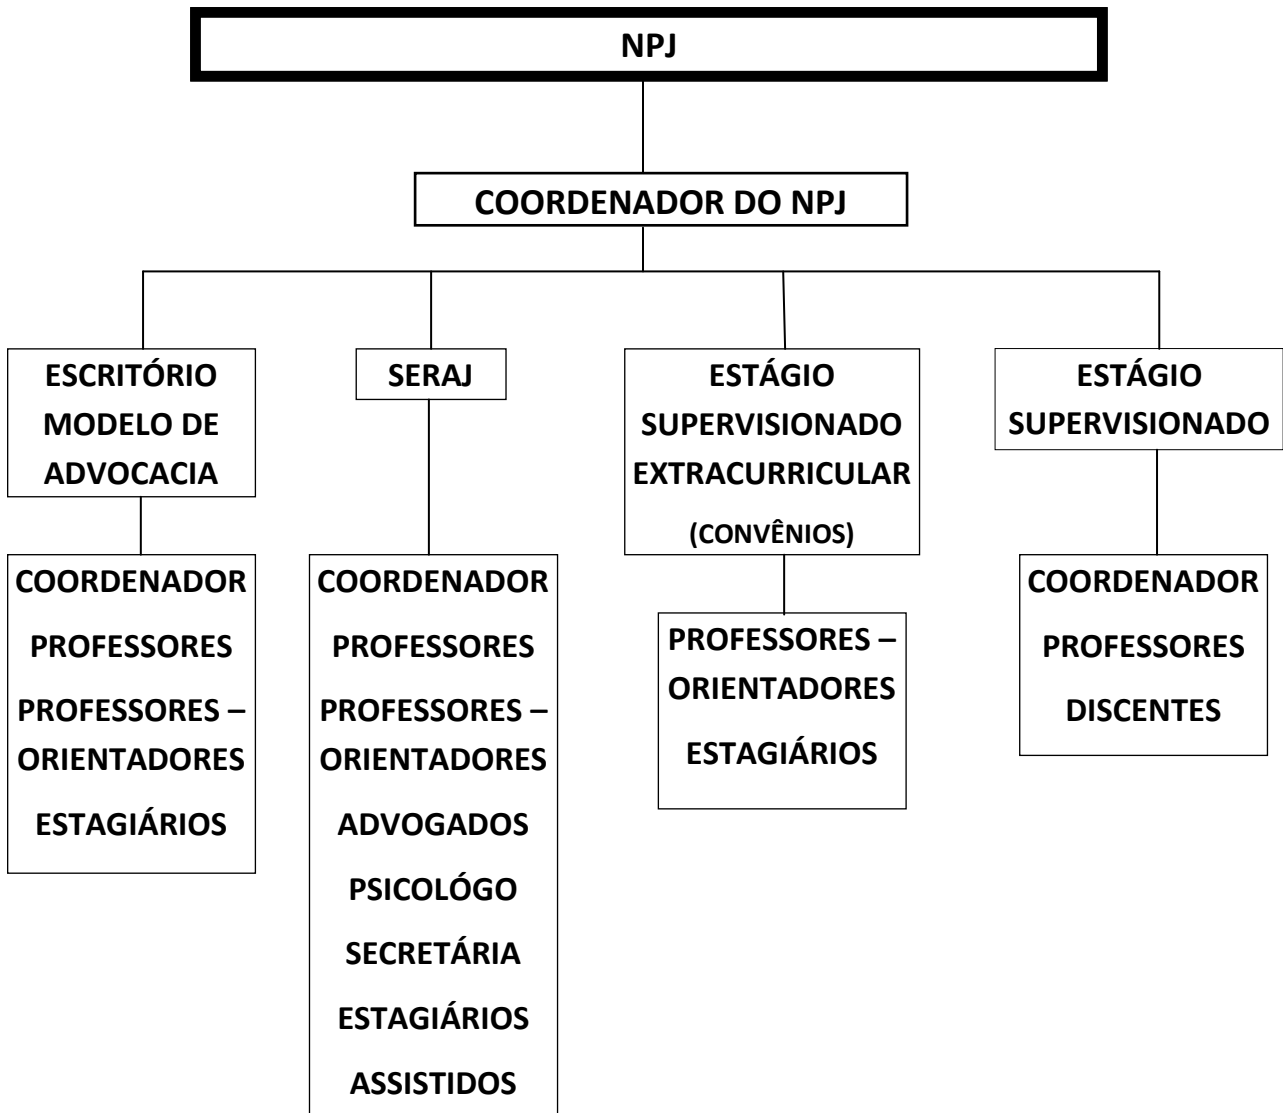 NPJ
COORDENADOR DO NPJ
ESCRITÓRIO
MODELO DE
ADVOCACIA
SERAJ
ESTÁGIO
SUPERVISIONADO
EXTRACURRICULAR
(CONVÊNIOS)
ESTÁGIO
SUPERVISIONADO
COORDENADOR
PROFESSORES
PROFESSORES –
ORIENTADORES
ESTAGIÁRIOS
COORDENADOR
PROFESSORES
PROFESSORES –
ORIENTADORES
ADVOGADOS
PSICOLÓGO
SECRETÁRIA
ESTAGIÁRIOS
ASSISTIDOS
PROFESSORES –
ORIENTADORES
ESTAGIÁRIOS
COORDENADOR
PROFESSORES
DISCENTES